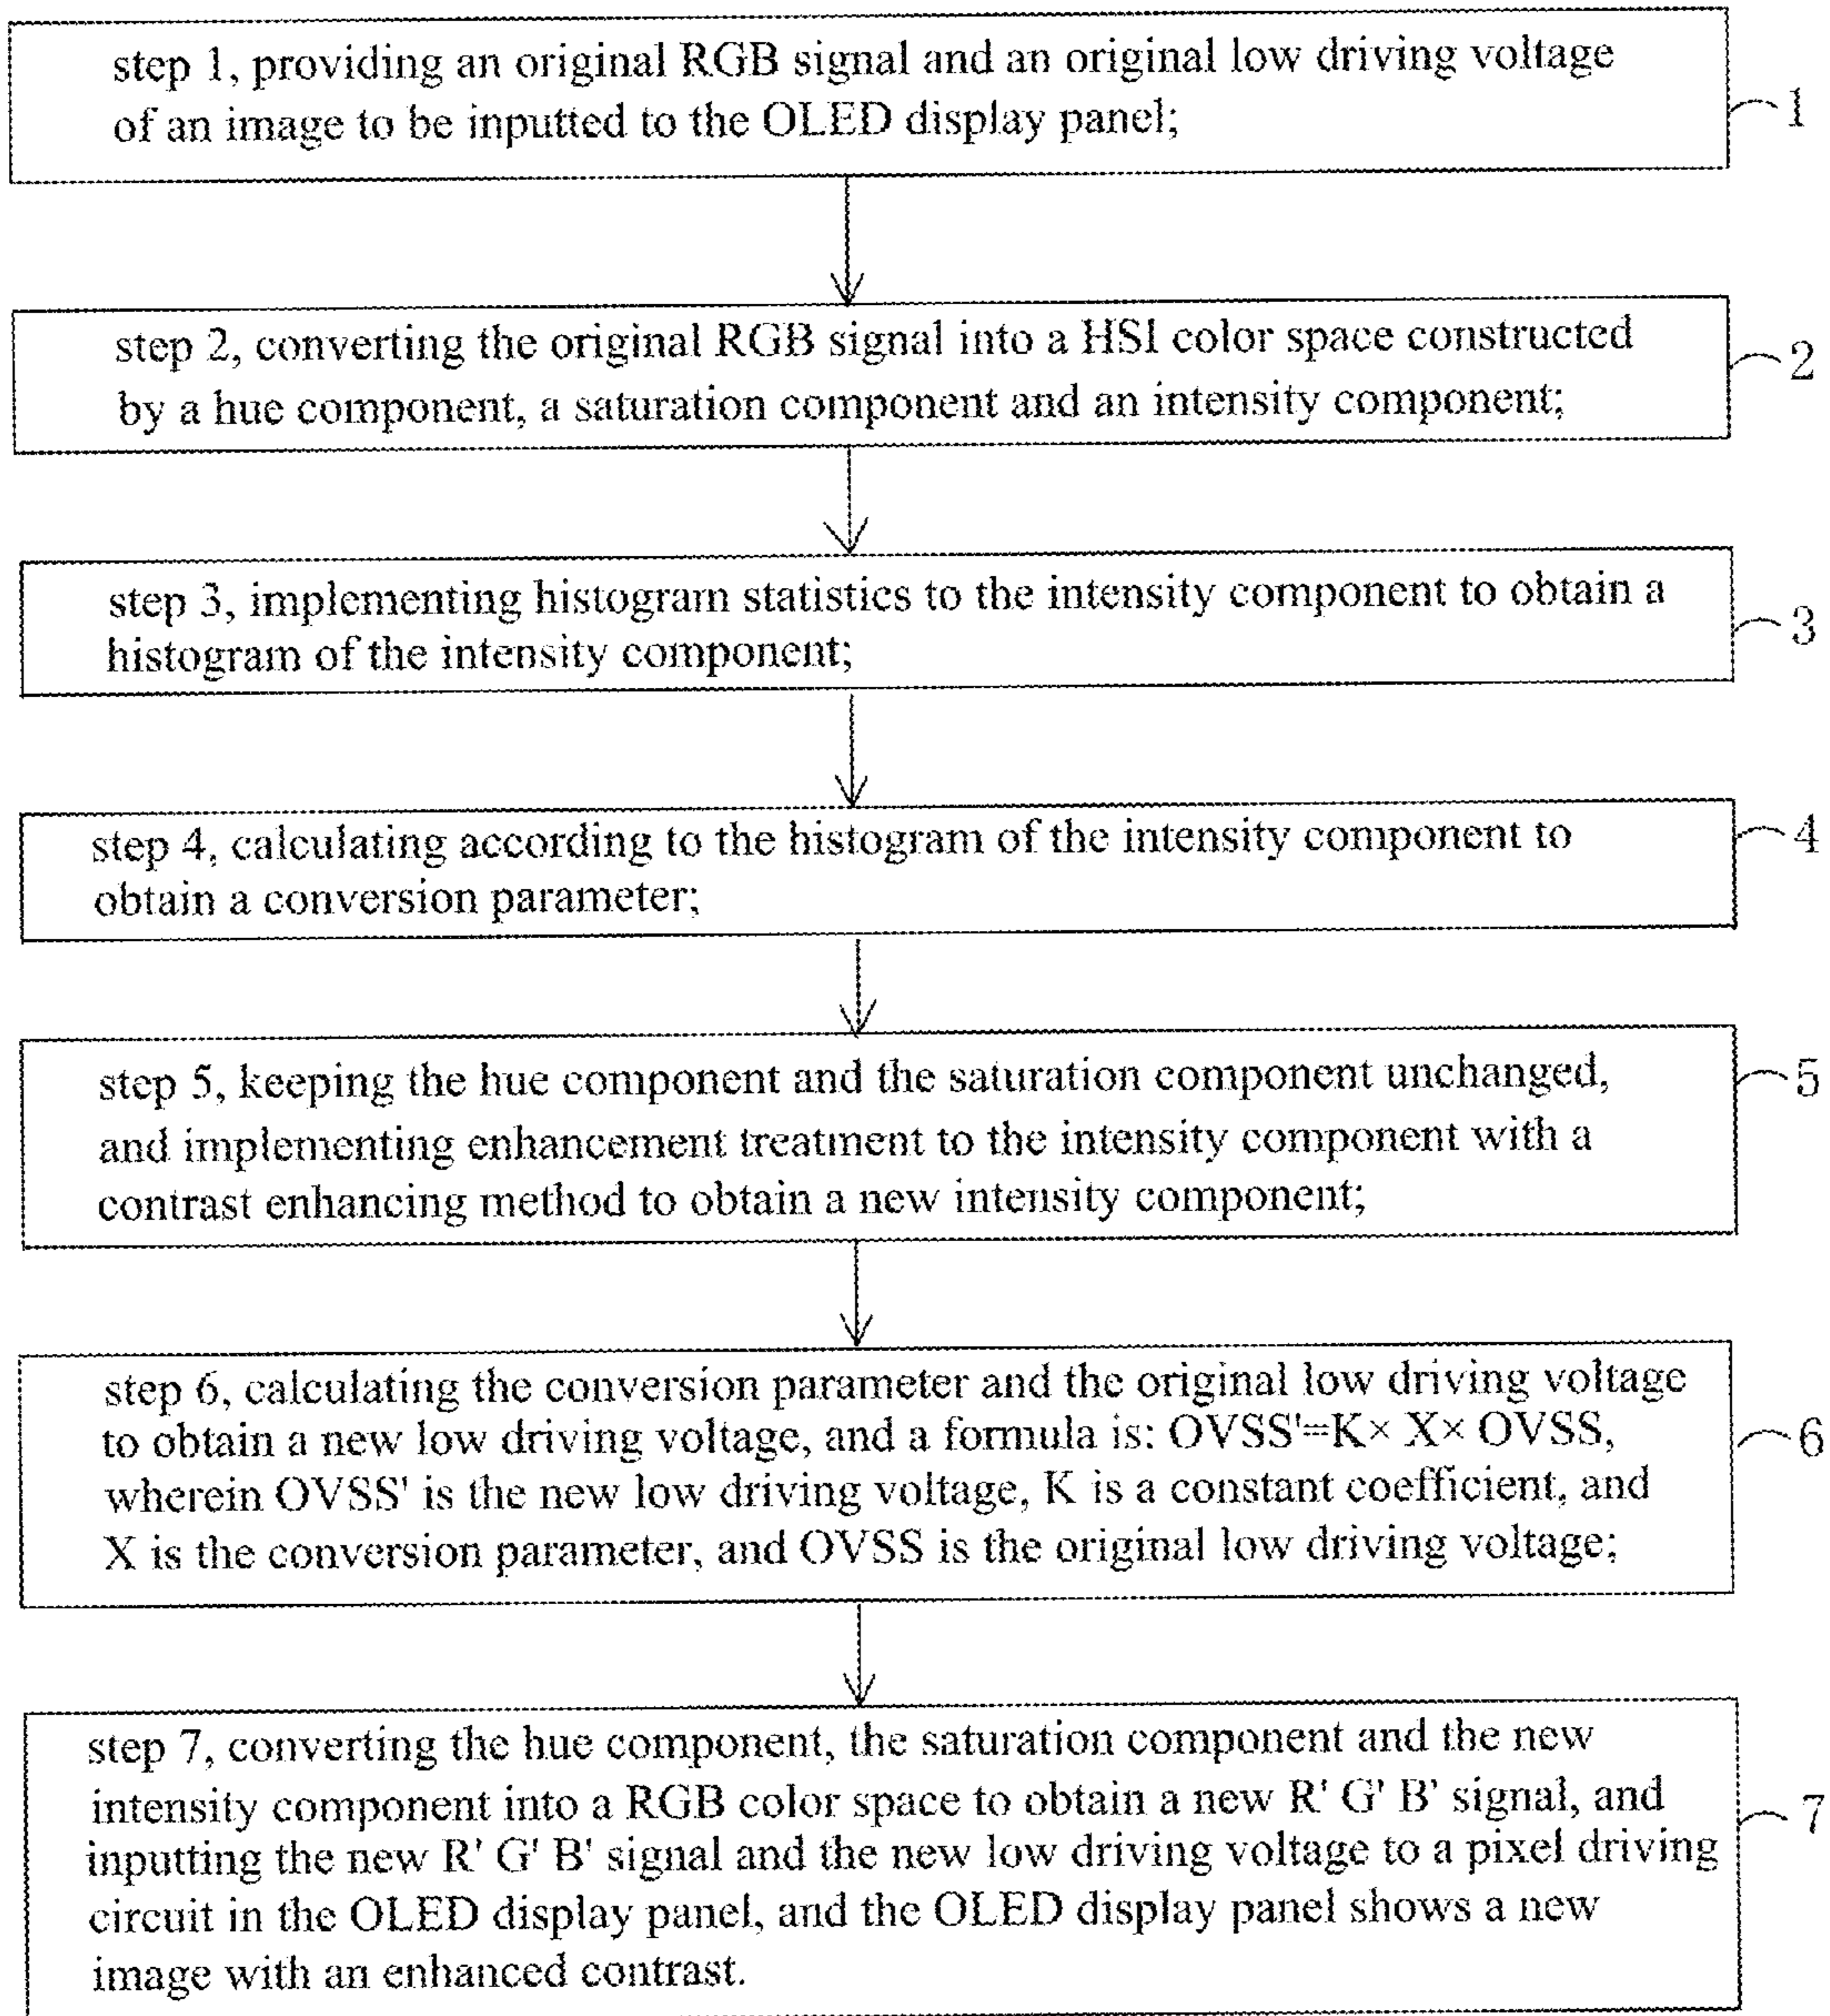 step 1, providing an original RGB signal and an original low driving voltage
of an image to be inputted to the OLED display panel;
1
step 2, converting the original RGB signal into a HSI color space constructed
by a hue component, a saturation component and an intensity component;
2
step 3, implementing histogram statistics to the intensity component to obtain a
histogram of the intensity component;
3
step 4, calculating according to the histogram of the intensity component to
obtain a conversion parameter;
4
step 5, keeping the hue component and the saturation component unchanged,
and implementing enhancement treatment to the intensity component with a
contrast enhancing method to obtain a new intensity component;
5
step 6, calculating the conversion parameter and the original low driving voltage
to obtain a new low driving voltage, and a formula is: OVSS'=K× X× OVSS,
wherein OVSS' is the new low driving voltage, K is a constant coefficient, and
X is the conversion parameter, and OVSS is the original low driving voltage;
6
step 7, converting the hue component, the saturation component and the new
intensity component into a RGB color space to obtain a new R' G' B' signal, and
inputting the new R' G' B' signal and the new low driving voltage to a pixel driving
circuit in the OLED display panel, and the OLED display panel shows a new
image with an enhanced contrast.
7